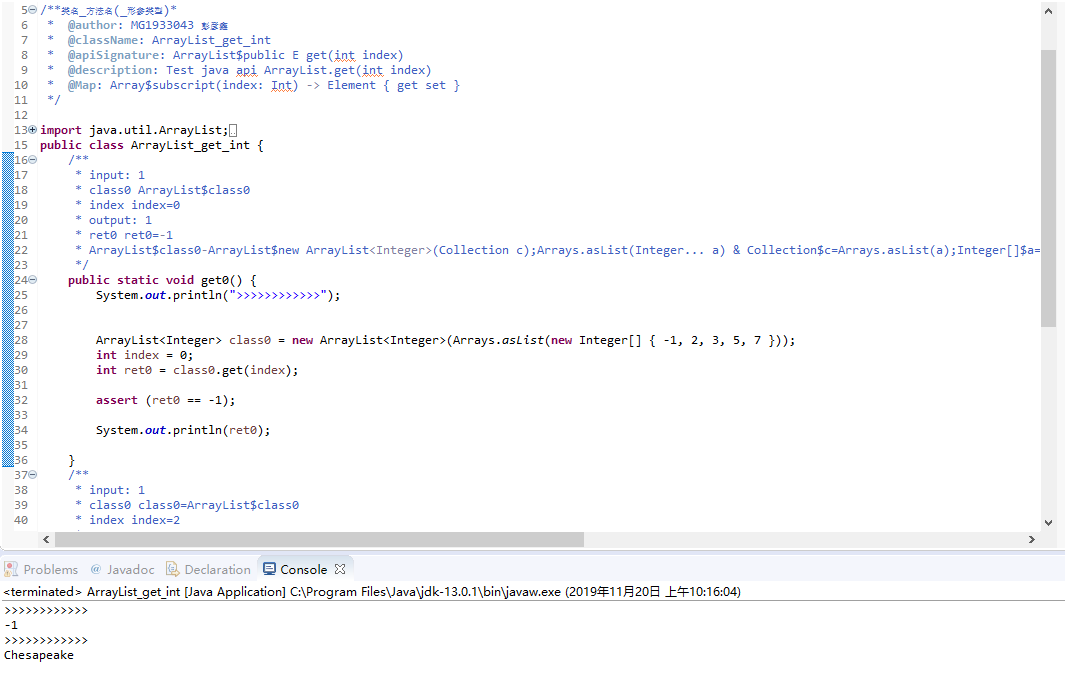 5 /**类名_方法名(_形参类型)*
6 * @author: MG1933043 彭彦鑫
7 * @className: ArrayList_get_int
8 * @apiSignature: ArrayList$public E get(int index)
9 * @description: Test java api ArrayList.get(int index)
10 * @Map: Array$subscript(index: Int) -> Element { get set }
11 */
12
13 import java.util.ArrayList;
15 public class ArrayList_get_int {
16 /**
17 * input: 1
18 * class0 ArrayList$class0
19 * index index=0
20 * output: 1
21 * ret0 ret0=-1
22 * ArrayList$class0-ArrayList$new ArrayList<Integer>(Collection c);Arrays.asList(Integer... a) & Collection$c=Arrays.asList(a);Integer[]$a=
23 */
24 public static void get0() {
25 System.out.println(">>>>>>>>>>>>");
26
27
28 ArrayList<Integer> class0 = new ArrayList<Integer>(Arrays.asList(new Integer[] { -1, 2, 3, 5, 7 }));
29 int index = 0;
30 int ret0 = class0.get(index);
31
32 assert (ret0 == -1);
33
34 System.out.println(ret0);
35
36 }
37 /**
38 * input: 1
39 * class0 class0=ArrayList$class0
40 * index index=2
Problems @ Javadoc Declaration Console
<terminated> ArrayList_get_int [Java Application] C:\Program Files\Java\jdk-13.0.1\bin\javaw.exe (2019年11月20日 上午10:16:04)
>>>>>>>>>>>>
-1
>>>>>>>>>>>>
Chesapeake